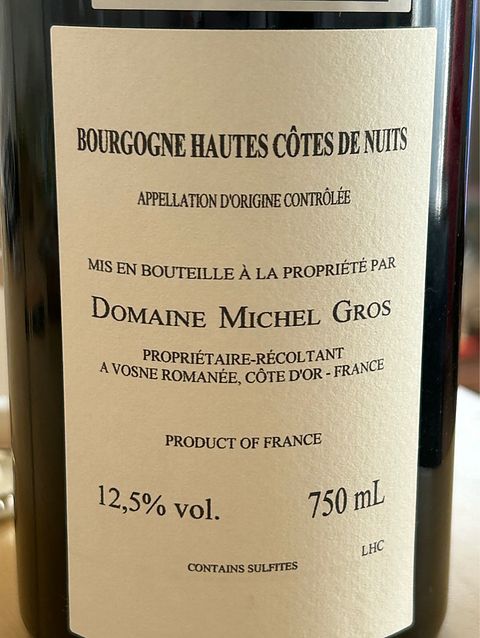 BOURGOGNE HAUTES CÔTES DE NUITS
APPELLATION D'ORIGINE CONTRÔLÉE
MIS EN BOUTEILLE À LA PROPRIÉTÉ PAR
DOMAINE MICHEL GROS
PROPRIÉTAIRE-RÉCOLTANT
A VOSNE ROMANÉE, CÔTE D'OR - FRANCE
PRODUCT OF FRANCE
12,5% vol. 750 mL
LHC
CONTAINS SULFITES